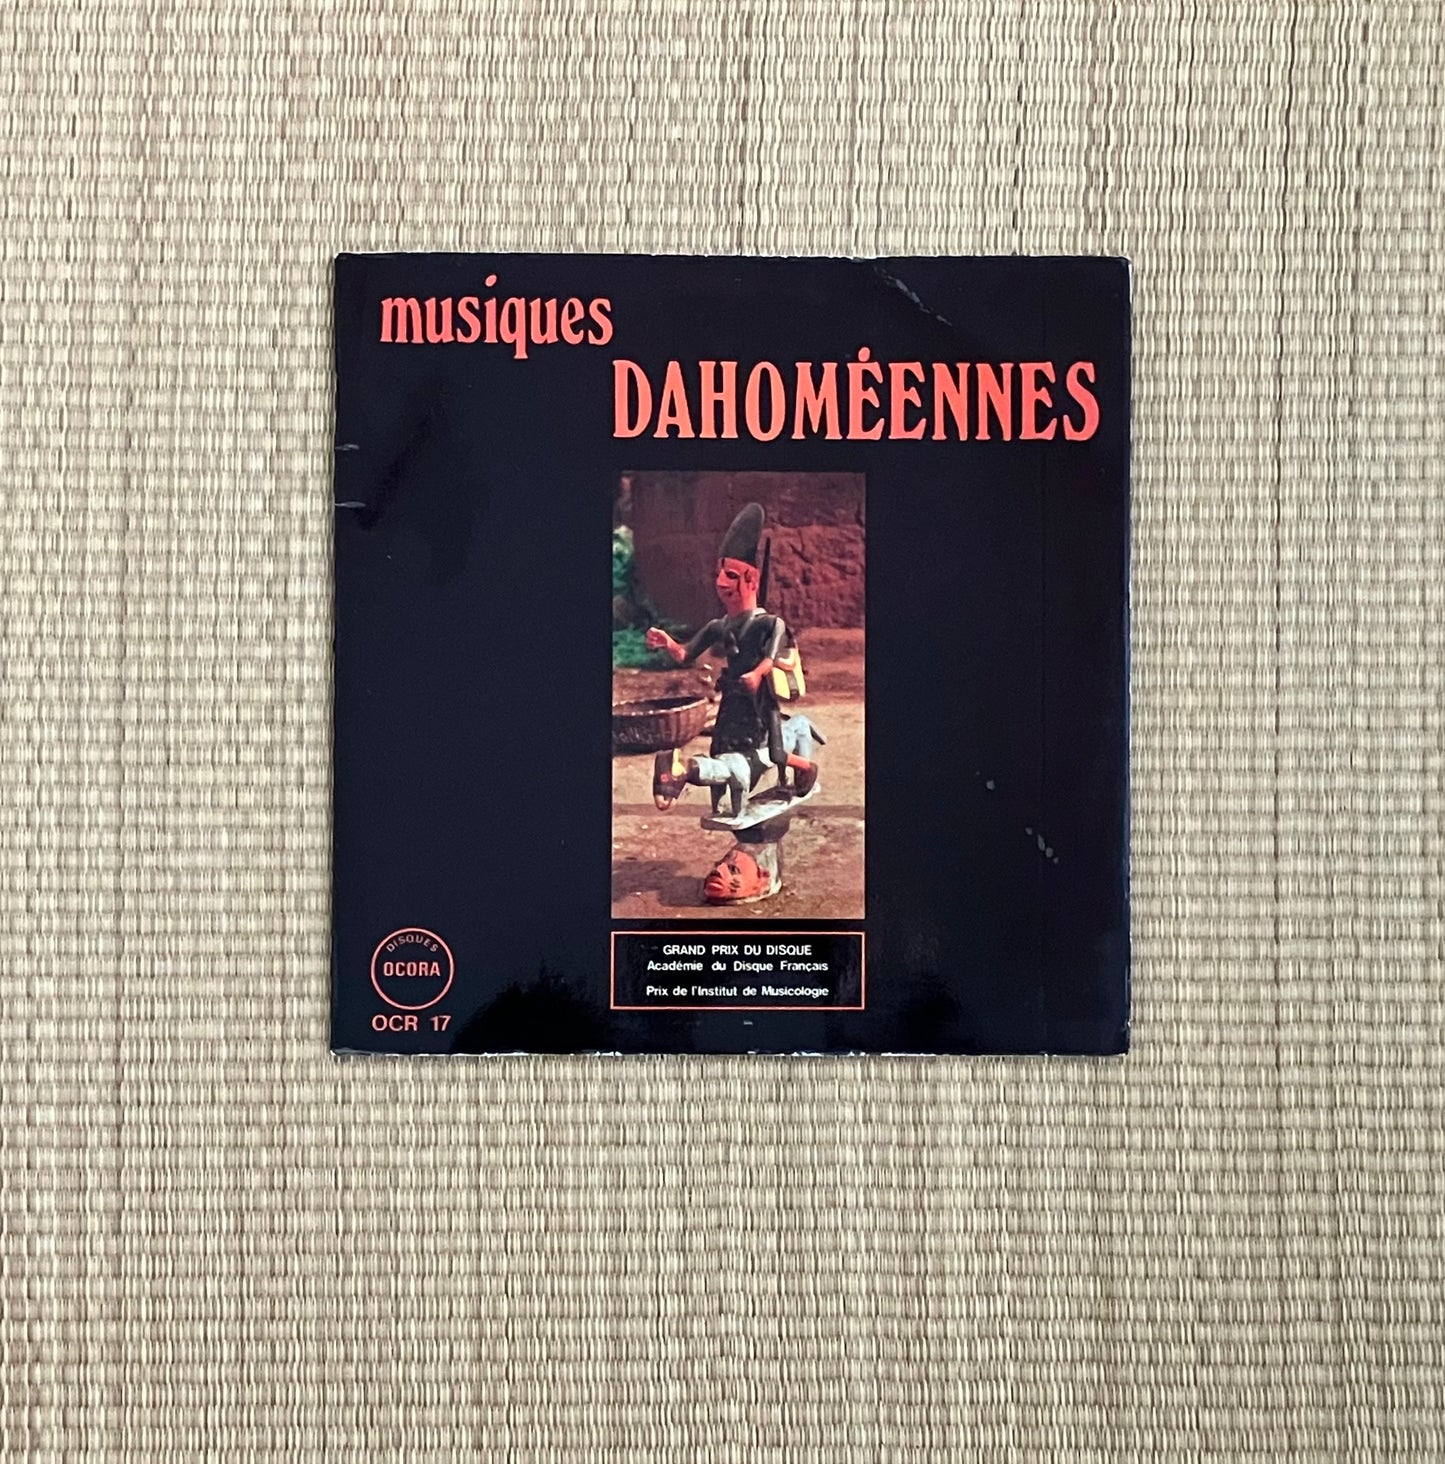 musiques
DAHOMÉENNES
GRAND PRIX DU DISQUE
Académie du Disque Français
Prix de l'Institut de Musicologie
DISQUES
OCORA
OCR 17